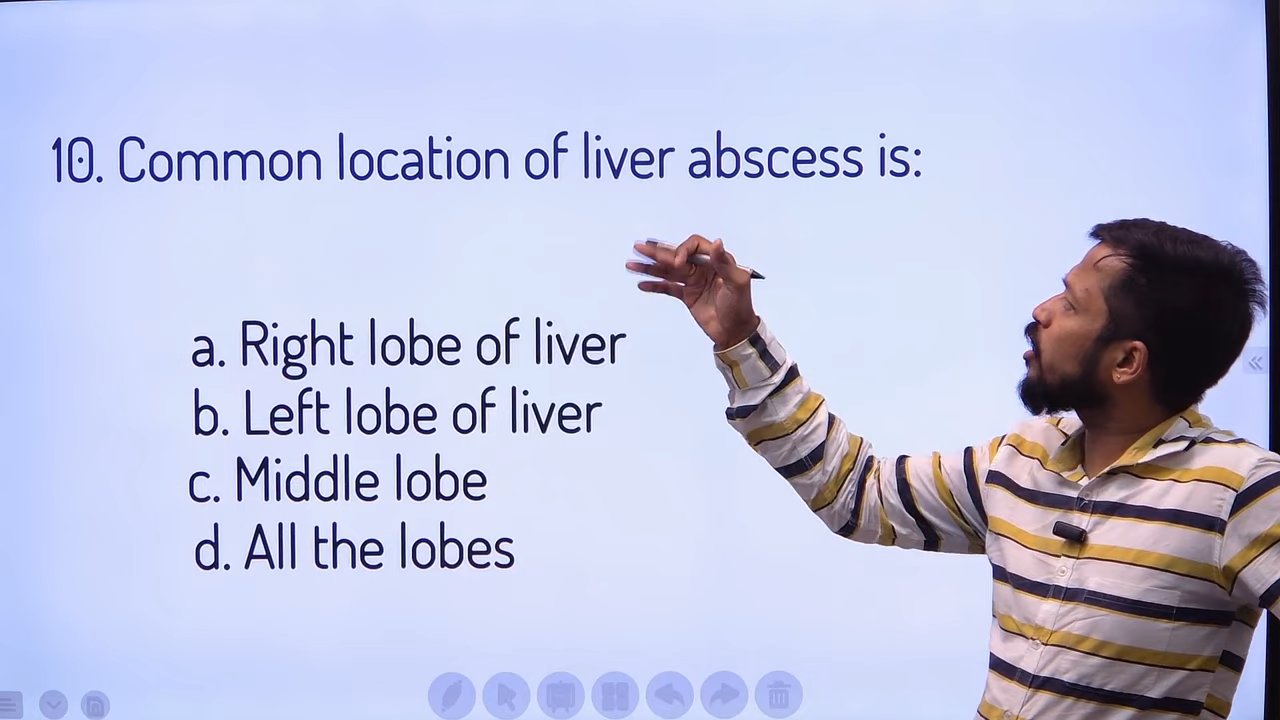 10. Common location of liver abscess is:
a. Right lobe of liver
b. Left lobe of liver
c. Middle lobe
d. All the lobes